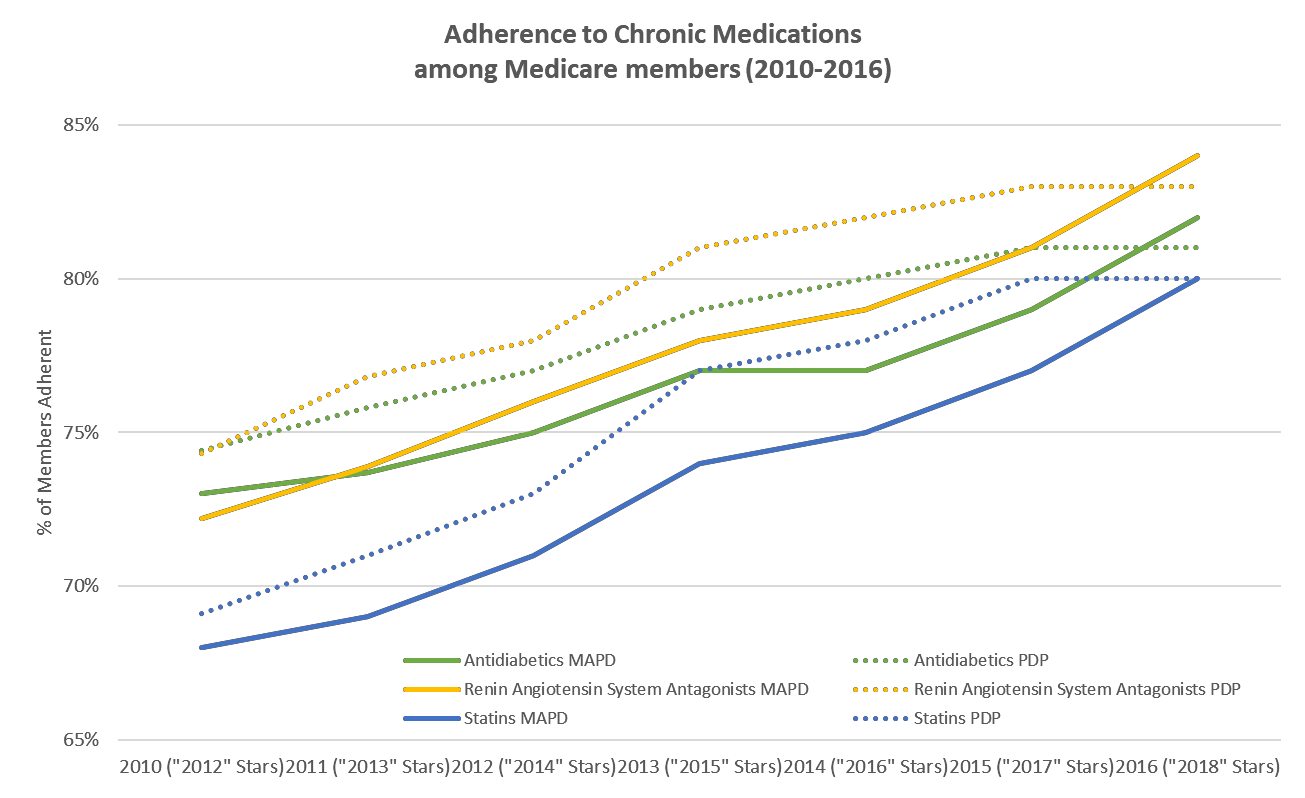 Adherence to Chronic Medications
among Medicare members (2010-2016)
85%
80%
75%
70%
65%
% of Members Adherent
Antidiabetics MAPD
Antidiabetics PDP
Renin Angiotensin System Antagonists MAPD
Renin Angiotensin System Antagonists PDP
Statins MAPD
Statins PDP
2010 ("2012" Stars) 2011 ("2013" Stars) 2012 ("2014" Stars) 2013 ("2015" Stars) 2014 ("2016" Stars) 2015 ("2017" Stars) 2016 ("2018" Stars)